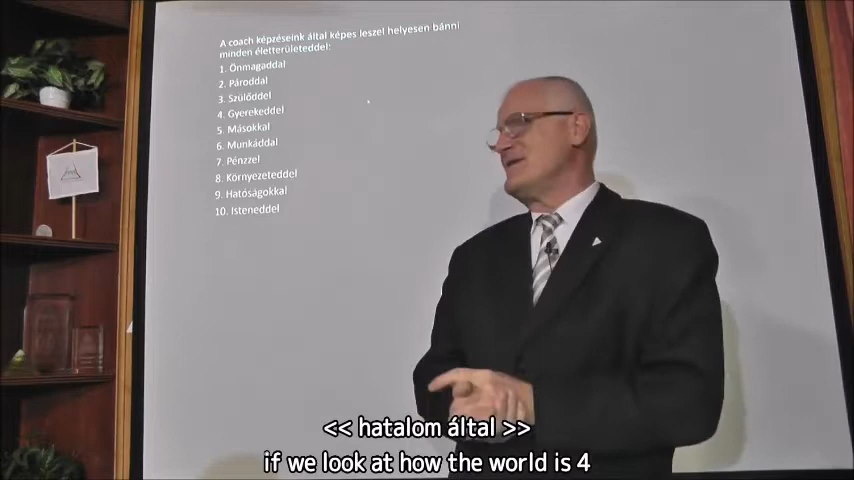 A coach képzéseink által képes leszel helyesen bánni
minden életterületeddel:
1. Önmagaddal
2. Pároddal
3. Szülőddel
4. Gyerekeddel
5. Másokkal
6. Munkáddal
7. Pénzzel
8. Környezeteddel
9. Hatóságokkal
10. Isteneddel
<< hatalom által >>
if we look at how the world is 4